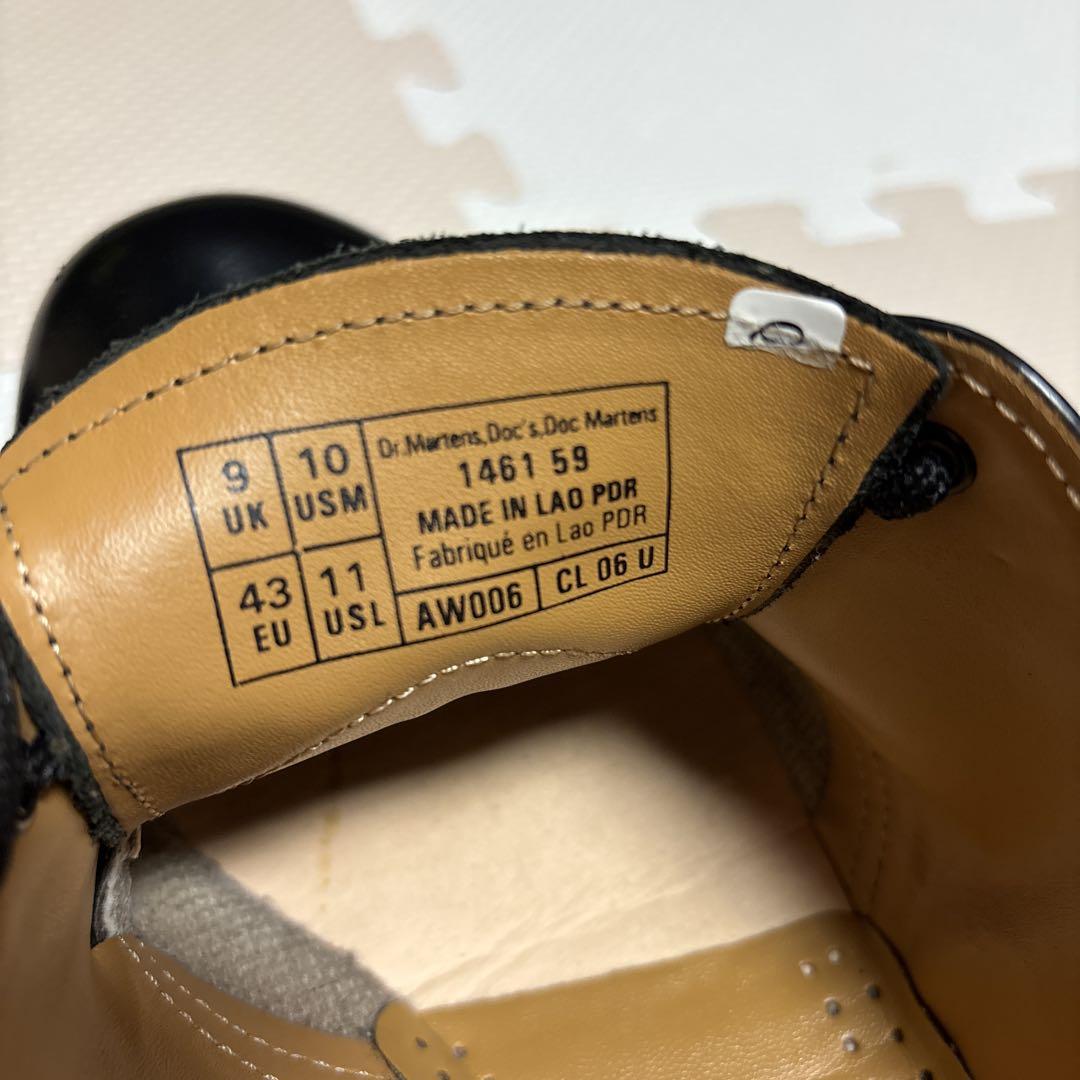 9
UK
10
USM
43
EU
11
USL
Dr.Martens,Doc's,Doc Martens
1461 59
MADE IN LAO PDR
Fabriqué en Lao PDR
AW006
CL 06 U